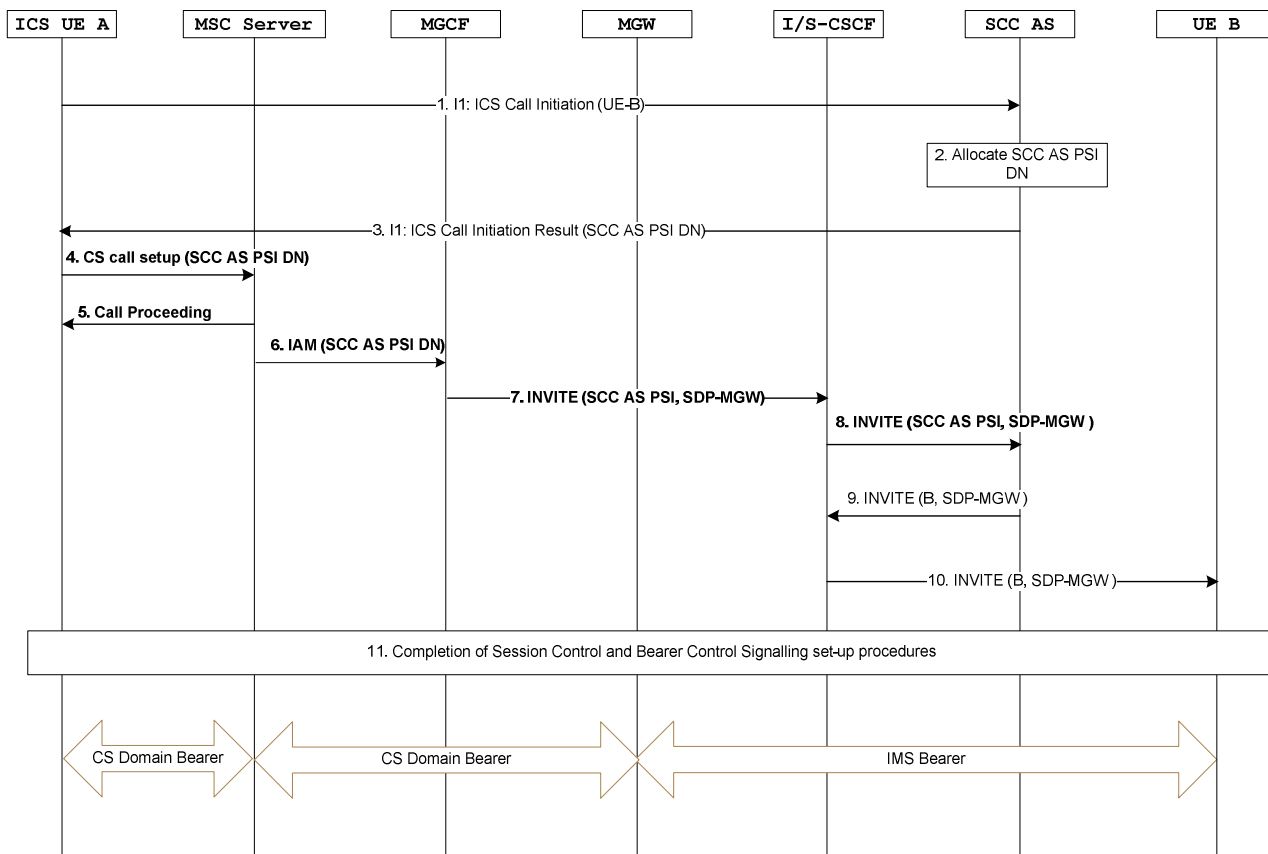 ICS UE A
MSC Server
MGCF
MGW
I/S-CSCF
SCC AS
UE B
1. I1: ICS Call Initiation (UE-B)
2. Allocate SCC AS PSI
DN
3. I1: ICS Call Initiation Result (SCC AS PSI DN)
4. CS call setup (SCC AS PSI DN)
5. Call Proceeding
6. IAM (SCC AS PSI DN)
7. INVITE (SCC AS PSI, SDP-MGW)
8. INVITE (SCC AS PSI, SDP-MGW )
9. INVITE (B, SDP-MGW )
10. INVITE (B, SDP-MGW )
11. Completion of Session Control and Bearer Control Signalling set-up procedures
CS Domain Bearer
CS Domain Bearer
IMS Bearer